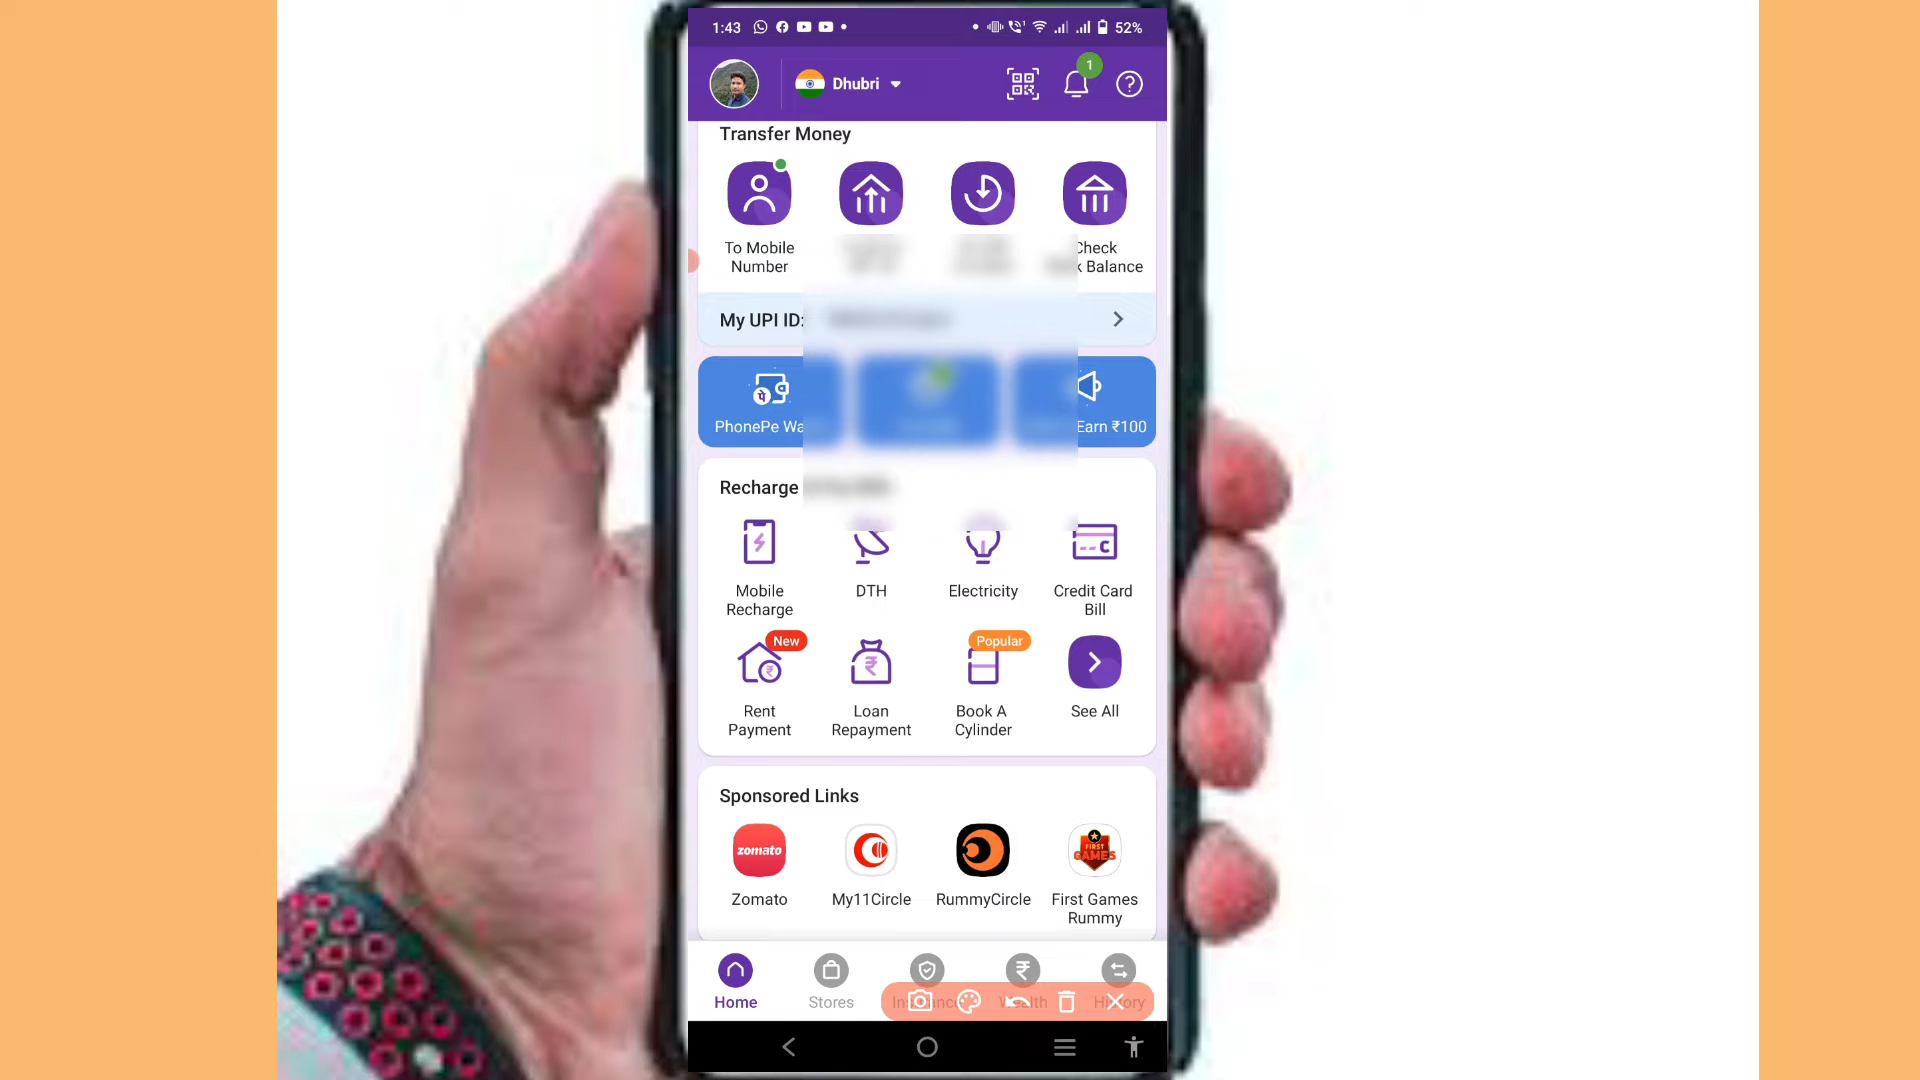 1:43
52%
Dhubri
1
Transfer Money
To Mobile
Number
Check
Balance
My UPI ID:
PhonePe
Earn ₹100
Recharge
Mobile
Recharge
DTH
Electricity
Credit Card
Bill
New
Popular
Rent
Payment
Loan
Repayment
Book A
Cylinder
See All
Sponsored Links
zomato
FIRST
GAMES
Zomato
My11Circle
RummyCircle
First Games
Rummy
Home
Stores
Insurance
Wealth
History